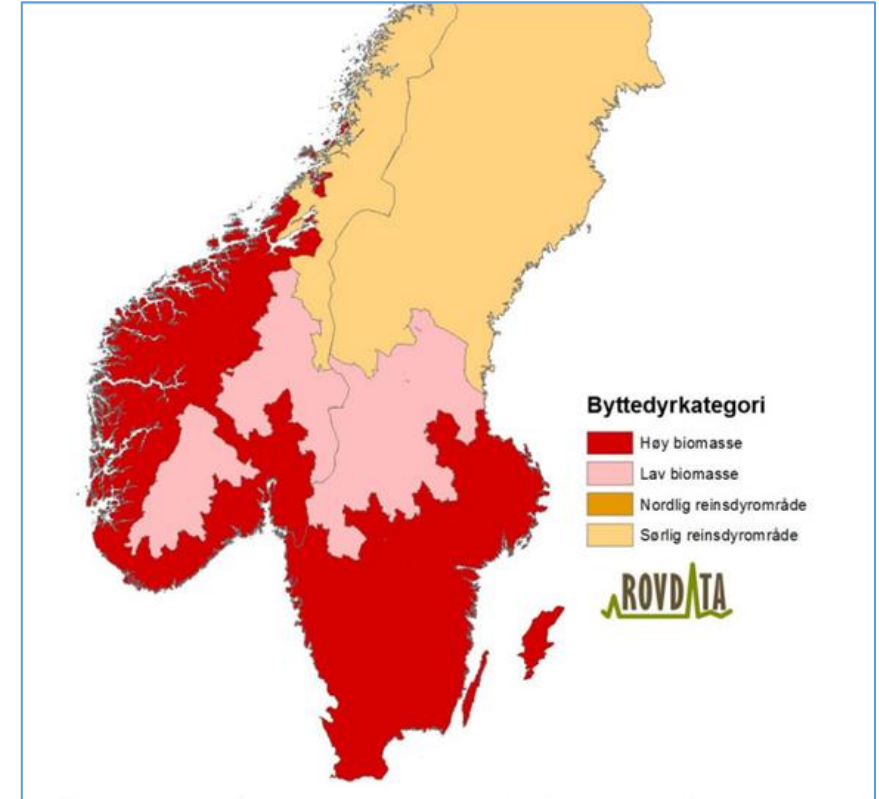 Byttedyrkategori
Høy biomasse
Lav biomasse
Nordlig reinsdyrområde
Sørlig reinsdyrområde
ROVDATA